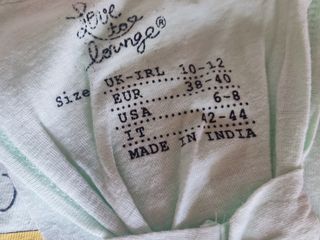 Love
to
lounge®
Size
UK-IRL 10-12
EUR 38-40
USA 6-8
IT 42-44
MADE IN INDIA